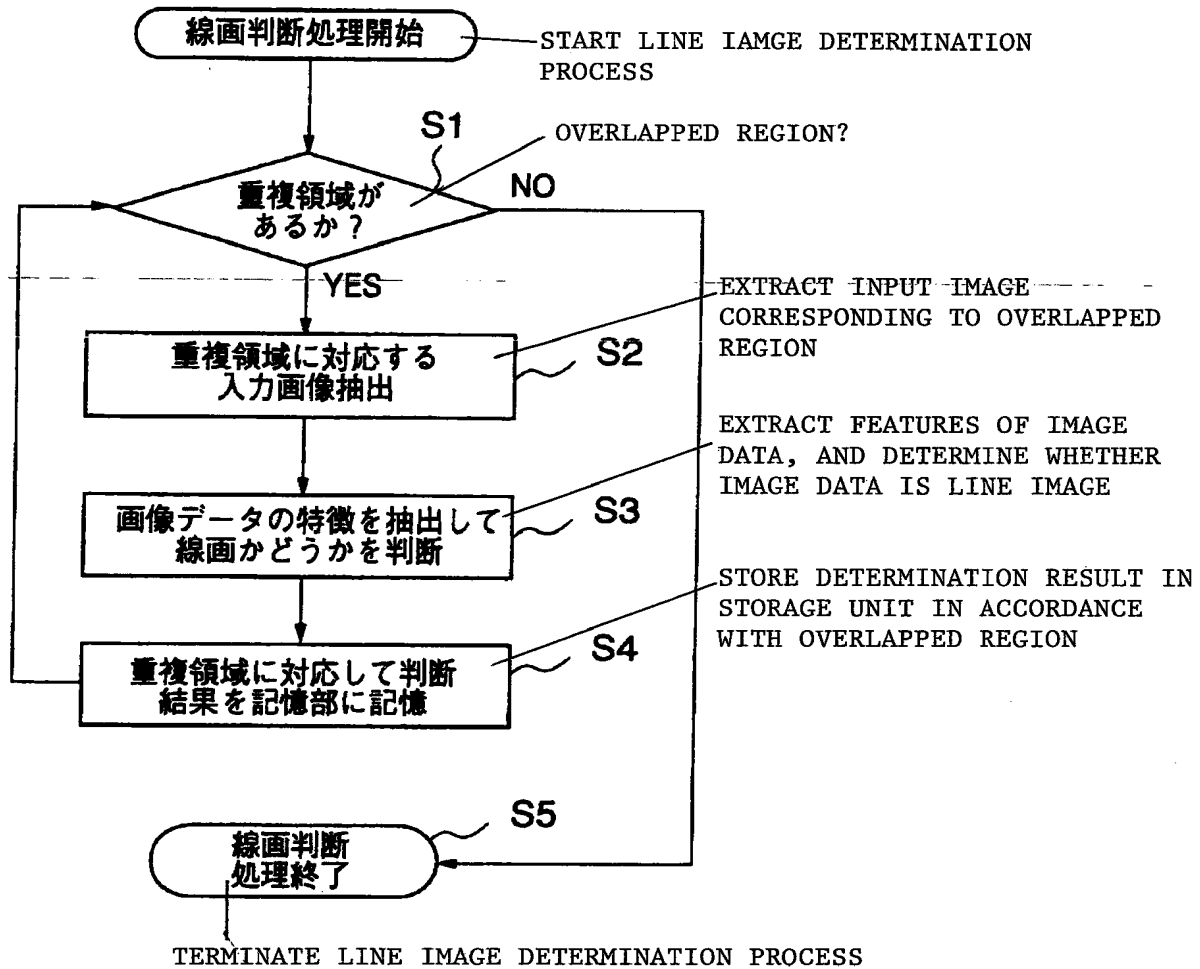 線画判断処理開始
START LINE IAMGE DETERMINATION
PROCESS
S1
OVERLAPPED REGION?
重複領域が
あるか？
NO
YES
EXTRACT INPUT IMAGE
CORRESPONDING TO OVERLAPPED
REGION
重複領域に対応する
入力画像抽出
S2
EXTRACT FEATURES OF IMAGE
DATA, AND DETERMINE WHETHER
IMAGE DATA IS LINE IMAGE
画像データの特徴を抽出して
線画かどうかを判断
S3
STORE DETERMINATION RESULT IN
STORAGE UNIT IN ACCORDANCE
WITH OVERLAPPED REGION
重複領域に対応して判断
結果を記憶部に記憶
S4
S5
線画判断
処理終了
TERMINATE LINE IMAGE DETERMINATION PROCESS